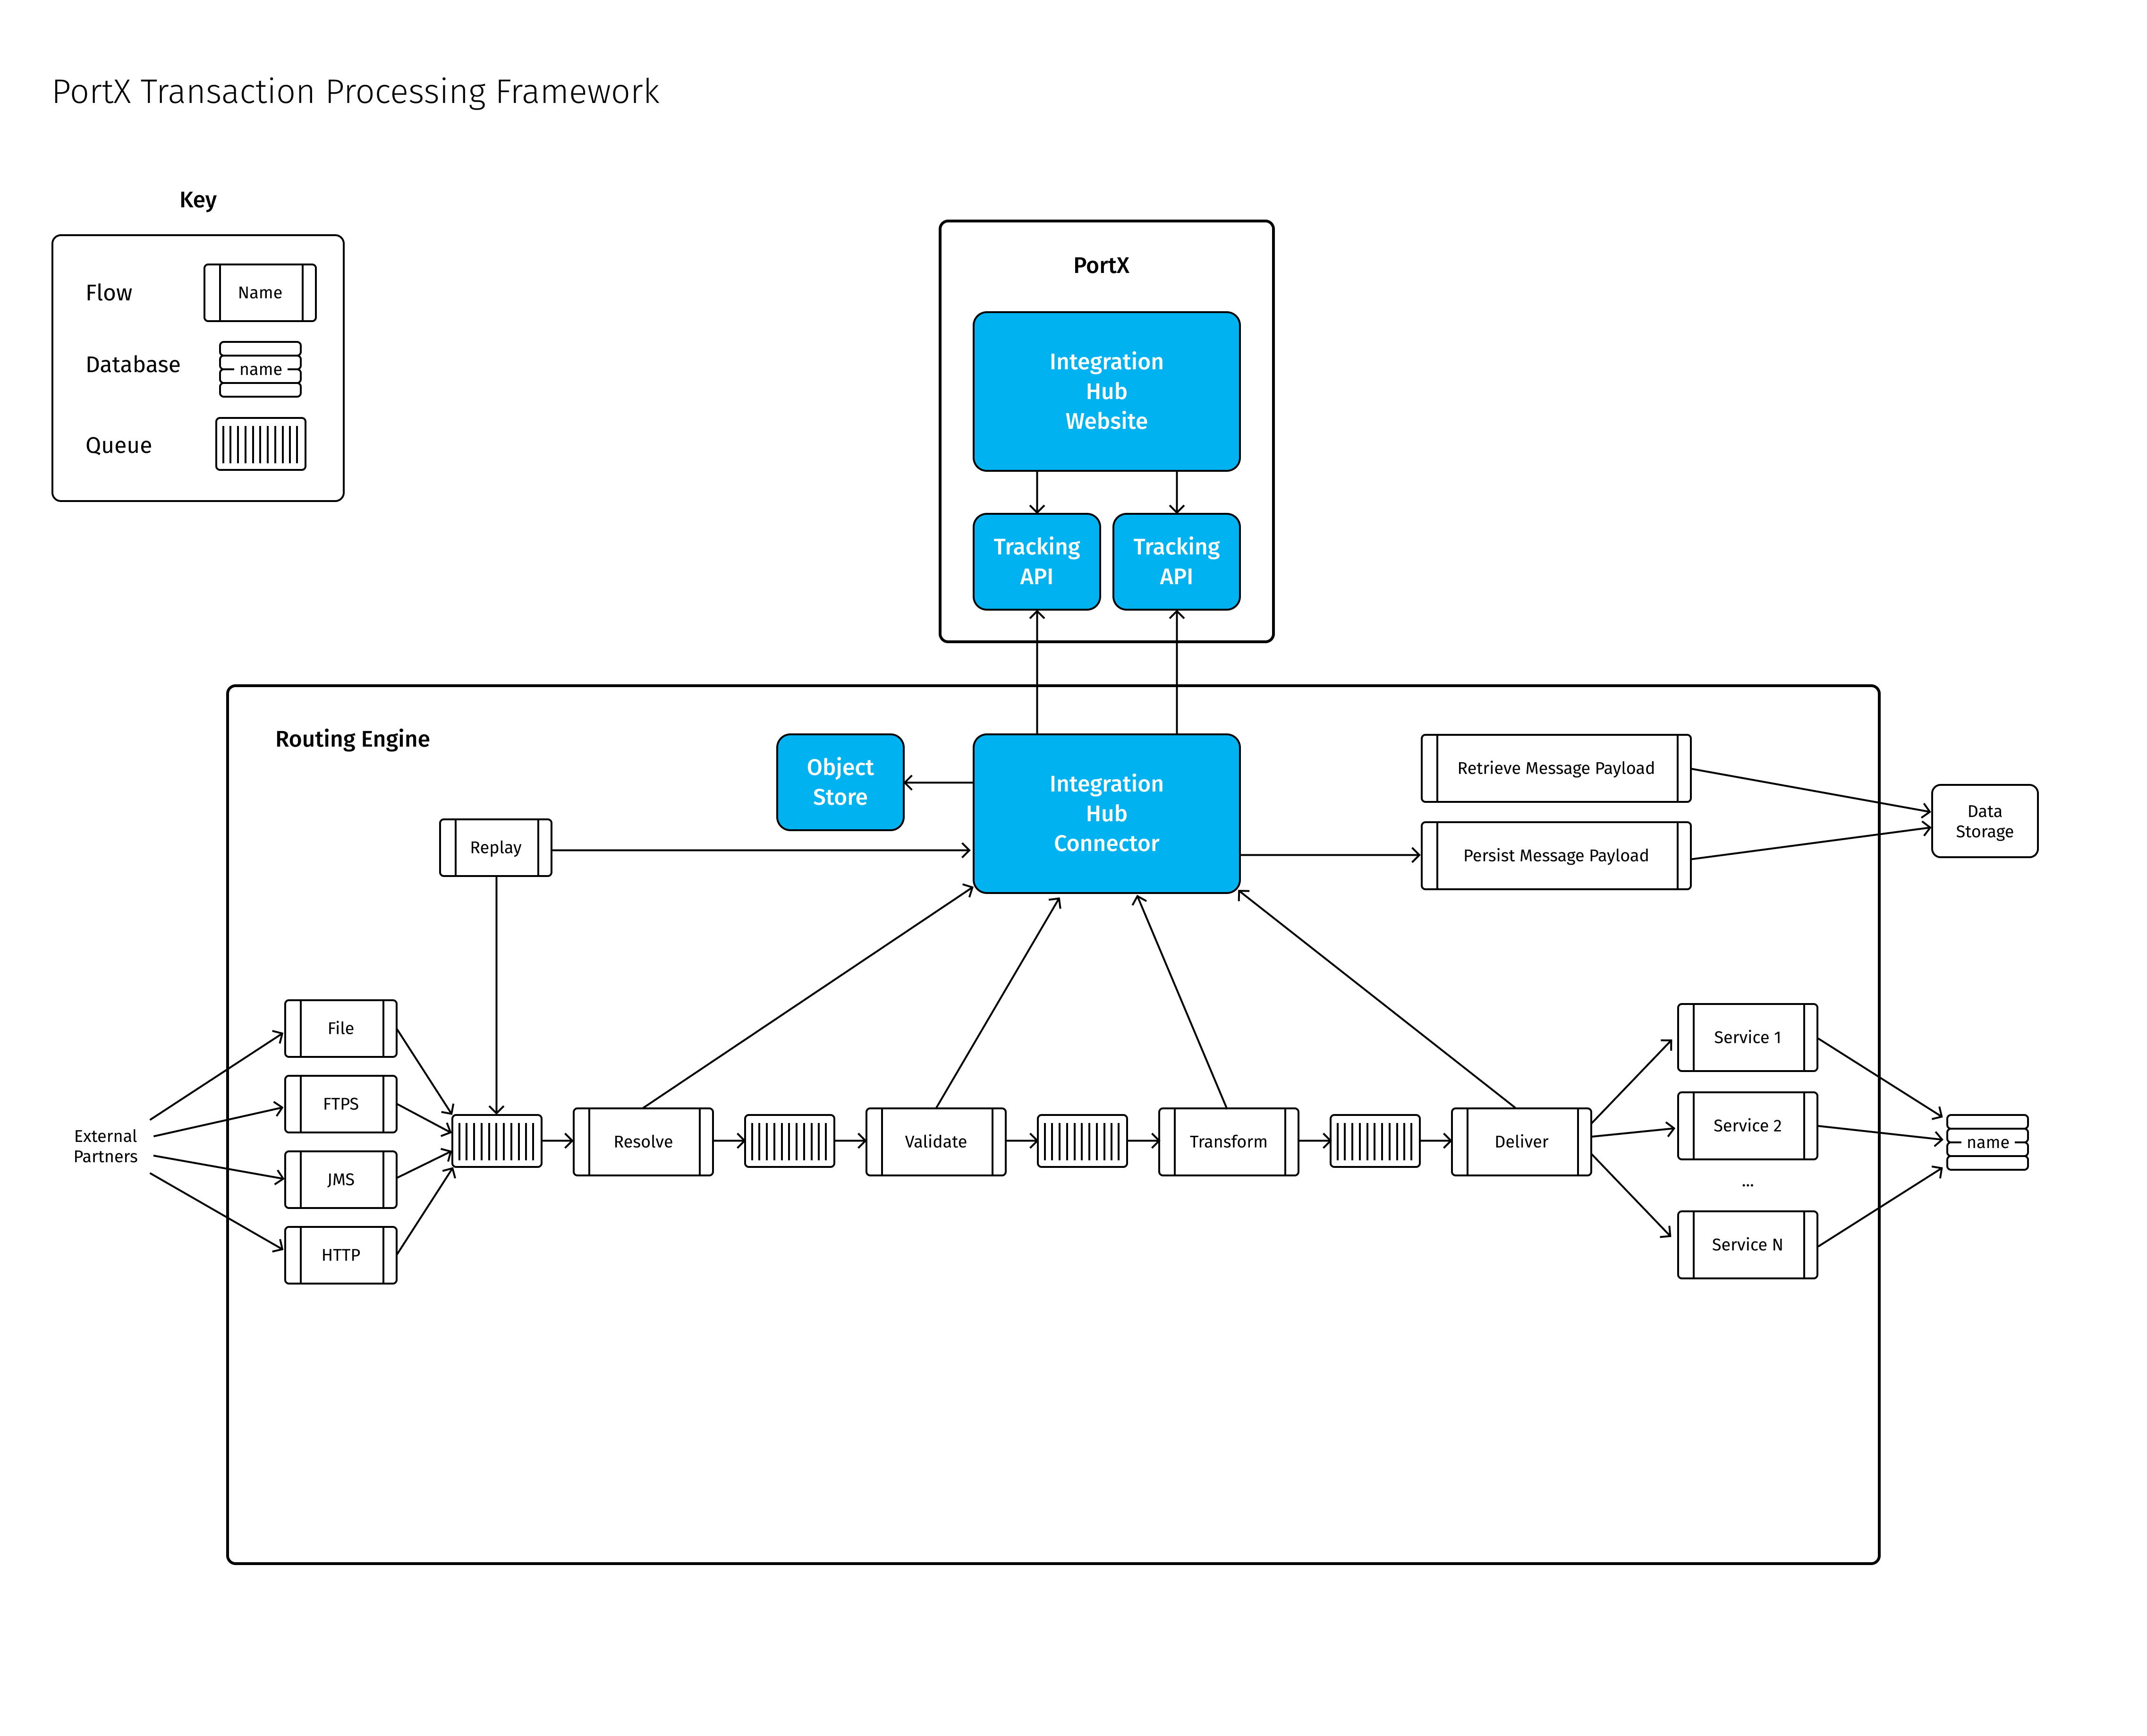 PortX Transaction Processing Framework
Key
Flow
Name
Database
name
Queue
PortX
Integration
Hub
Website
Tracking
API
Tracking
API
Routing Engine
Object
Store
Integration
Hub
Connector
Retrieve Message Payload
Persist Message Payload
Data
Storage
Replay
External
Partners
File
FTPS
JMS
HTTP
Resolve
Validate
Transform
Deliver
Service 1
Service 2
...
Service N
name